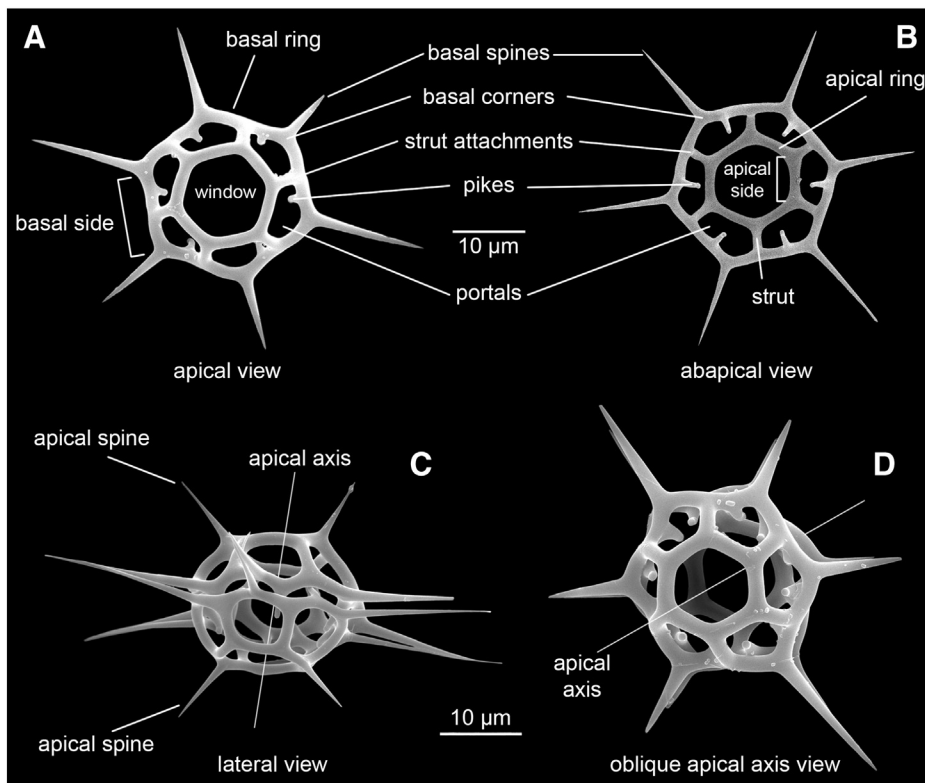 A
basal ring
basal spines
B
apical ring
basal corners
strut attachments
window
apical
side
pikes
basal side
10 µm
portals
strut
apical view
abapical view
apical spine
apical axis
C
D
apical
axis
apical spine
10 µm
lateral view
oblique apical axis view